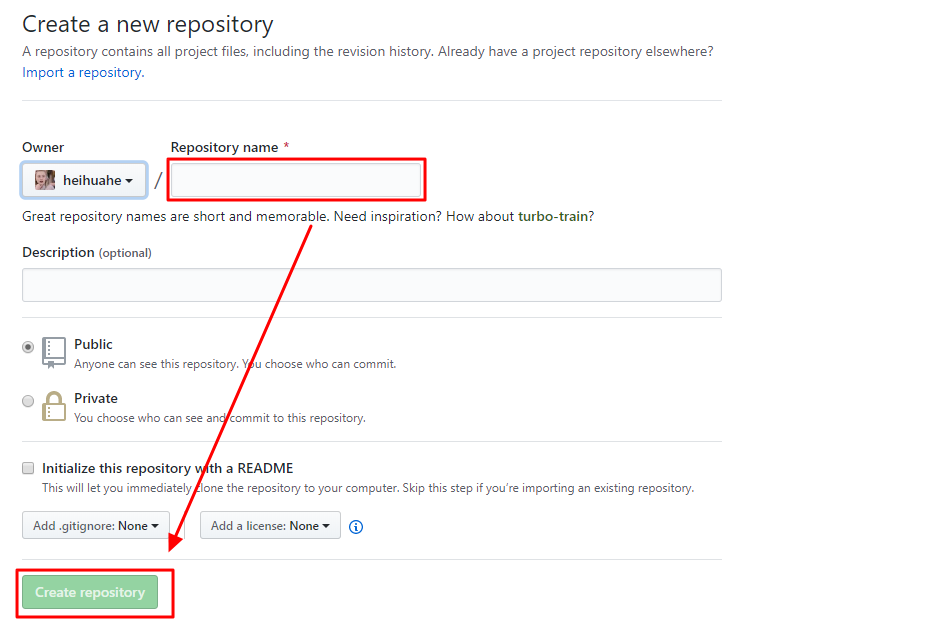 Create a new repository
A repository contains all project files, including the revision history. Already have a project repository elsewhere?
Import a repository.
Owner
Repository name *
heihuahe
/
Great repository names are short and memorable. Need inspiration? How about turbo-train?
Description (optional)
Public
Anyone can see this repository. You choose who can commit.
Private
You choose who can see and commit to this repository.
Initialize this repository with a README
This will let you immediately clone the repository to your computer. Skip this step if you’re importing an existing repository.
Add .gitignore: None
Add a license: None
Create repository